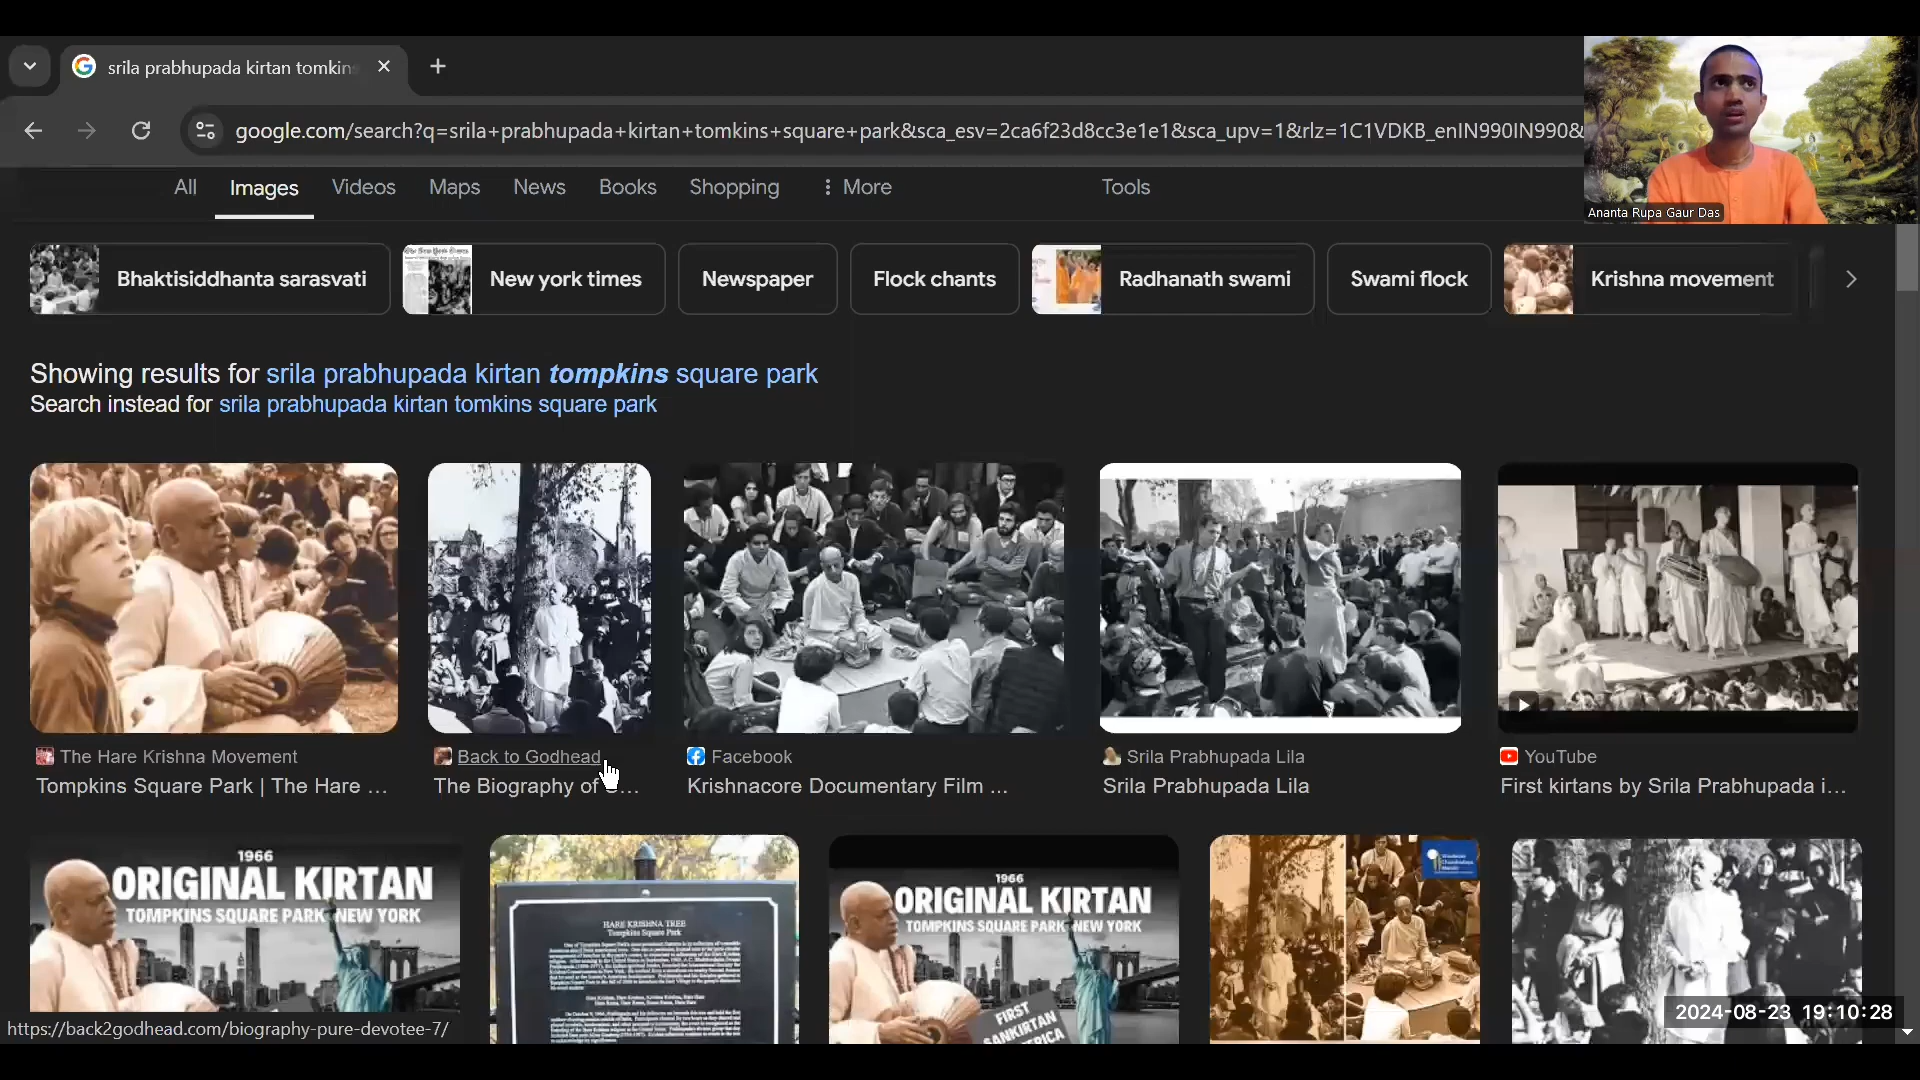 srila prabhupada kirtan tomkins
google.com/search?q=srila+prabhupada+kirtan+tomkins+square+park&sca_esv=2ca6f23d8cc3e1e1&sca_upv=1&rlz=1C1VDKB_enIN990IN990&
Ananta Rupa Gaur Das
All Images Videos Maps News Books Shopping More Tools
Bhaktisiddhanta sarasvati New york times Newspaper Flock chants Radhanath swami Swami flock Krishna movement
Showing results for srila prabhupada kirtan tompkins square park
Search instead for srila prabhupada kirtan tomkins square park
The Hare Krishna Movement
Tompkins Square Park | The Hare ...
Back to Godhead
The Biography of S...
Facebook
Krishnacore Documentary Film ...
Srila Prabhupada Lila
Srila Prabhupada Lila
YouTube
First kirtans by Srila Prabhupada i...
1966
ORIGINAL KIRTAN
TOMPKINS SQUARE PARK NEW YORK
HARE KRISHNA TREE
Tompkins Square Park
1966
ORIGINAL KIRTAN
TOMPKINS SQUARE PARK NEW YORK
FIRST
SANKIRTAN
https://back2godhead.com/biography-pure-devotee-7/
2024-08-23 19:10:28